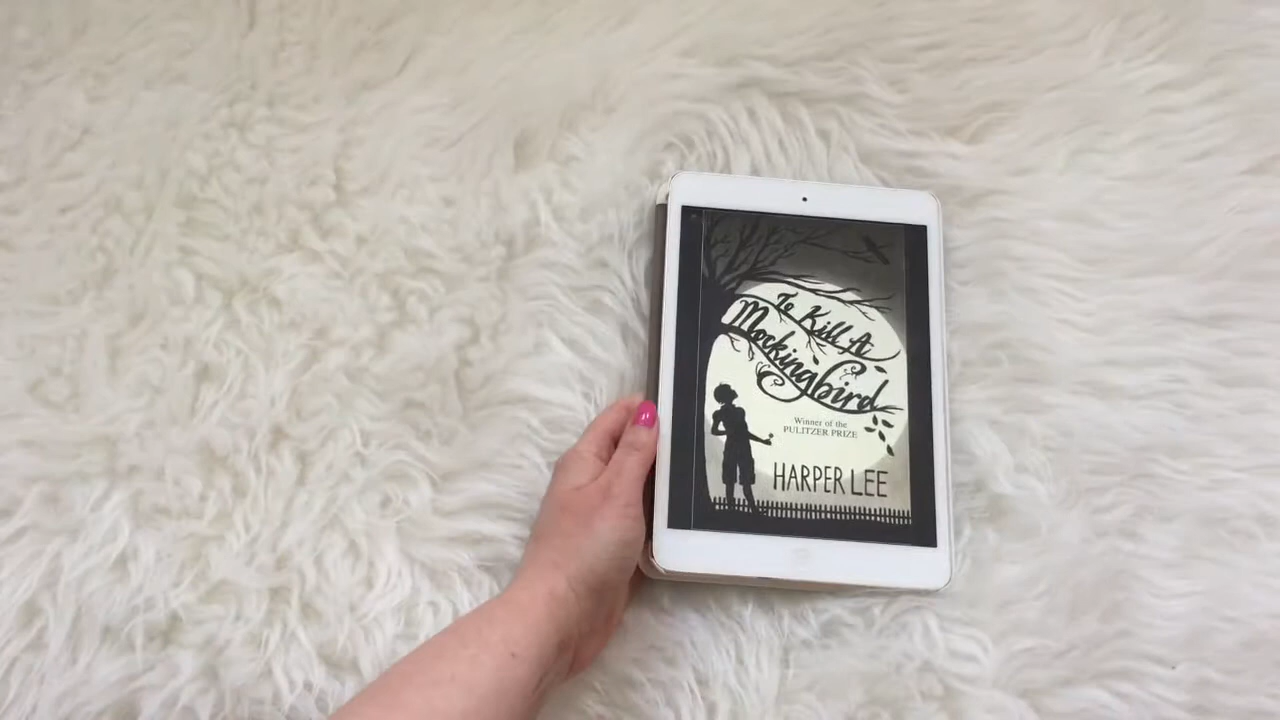 To Kill A
Mockingbird
Winner of the
PULITZER PRIZE
HARPER LEE